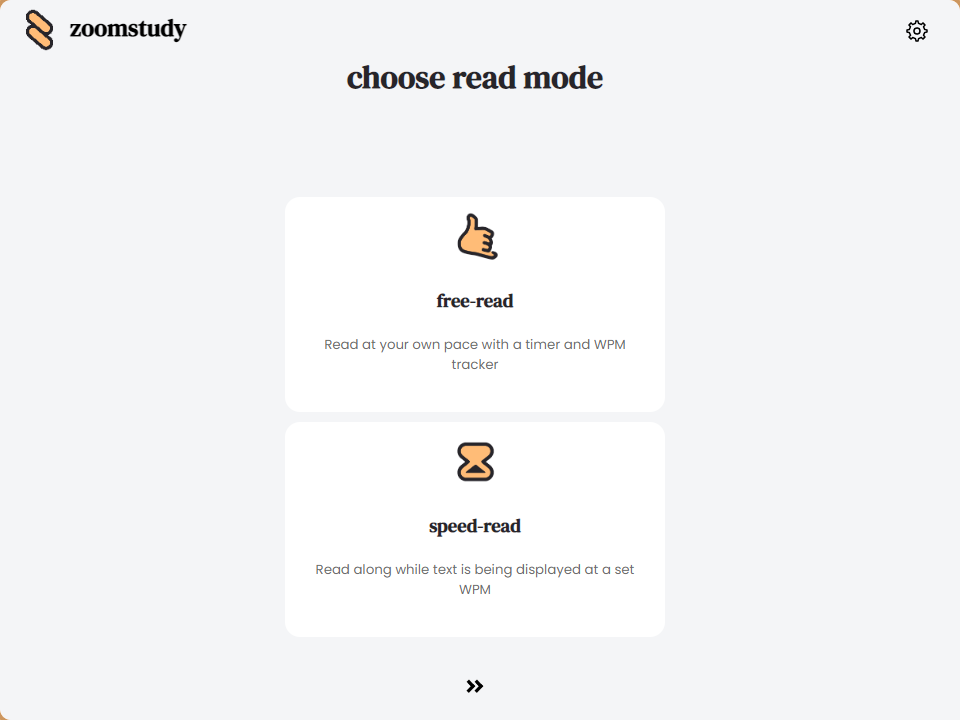 zoomstudy
choose read mode
free-read
Read at your own pace with a timer and WPM
tracker
speed-read
Read along while text is being displayed at a set
WPM